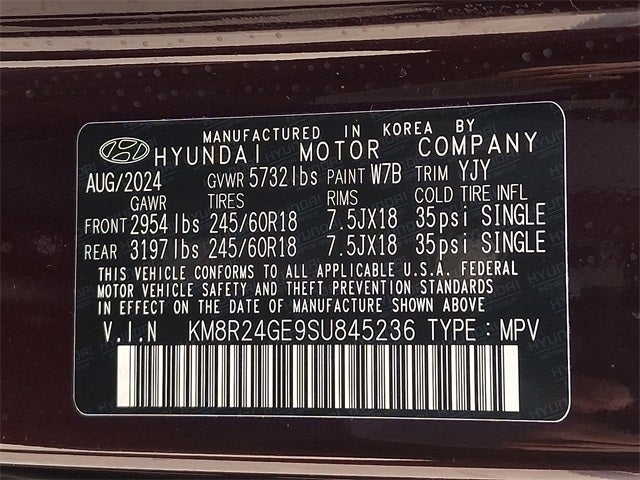 MANUFACTURED IN KOREA BY
HYUNDAI MOTOR COMPANY
AUG/2024 GVWR 5732lbs PAINT W7B TRIM YJY
GAWR TIRES RIMS COLD TIRE INFL
FRONT 2954lbs 245/60R18 7.5JX18 35psi SINGLE
REAR 3197lbs 245/60R18 7.5JX18 35psi SINGLE
THIS VEHICLE CONFORMS TO ALL APPLICABLE U.S.A. FEDERAL
MOTOR VEHICLE SAFETY AND THEFT PREVENTION STANDARDS
IN EFFECT ON THE DATE OF MANUFACTURE SHOWN ABOVE.
V.I.N KM8R24GE9SU845236 TYPE : MPV